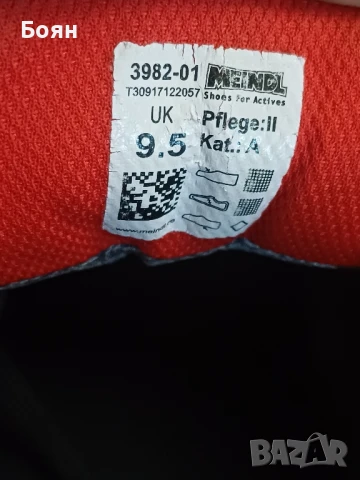 Боян
3982-01 MEINDL
T30917122057 Shoes For Actives
UK Pflege:II
9.5 Kat.: A
BAZAR